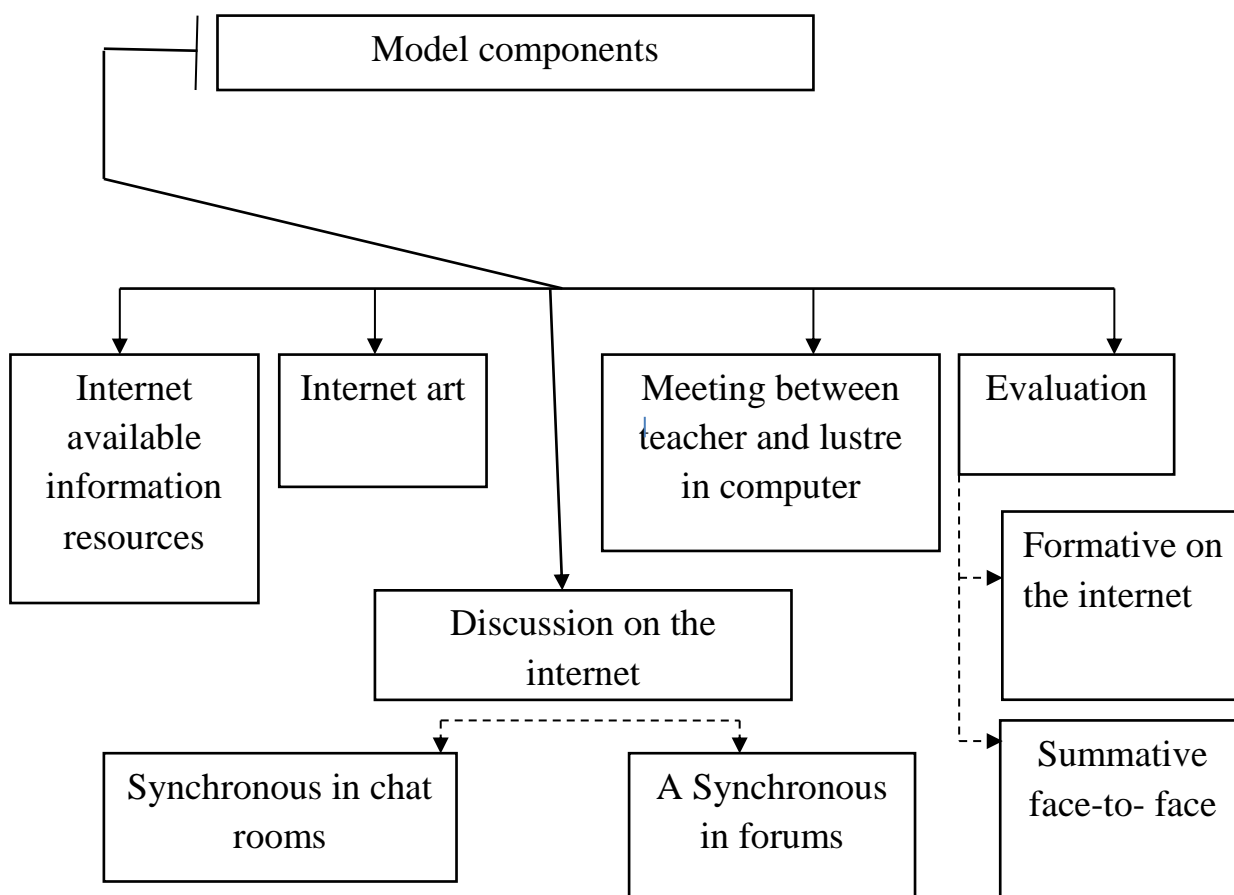 Model components
Internet
available
information
resources
Internet art
Meeting between
teacher and lustre
in computer
Evaluation
Formative on
the internet
Discussion on the
internet
Synchronous in chat
rooms
A Synchronous
in forums
Summative
face-to- face